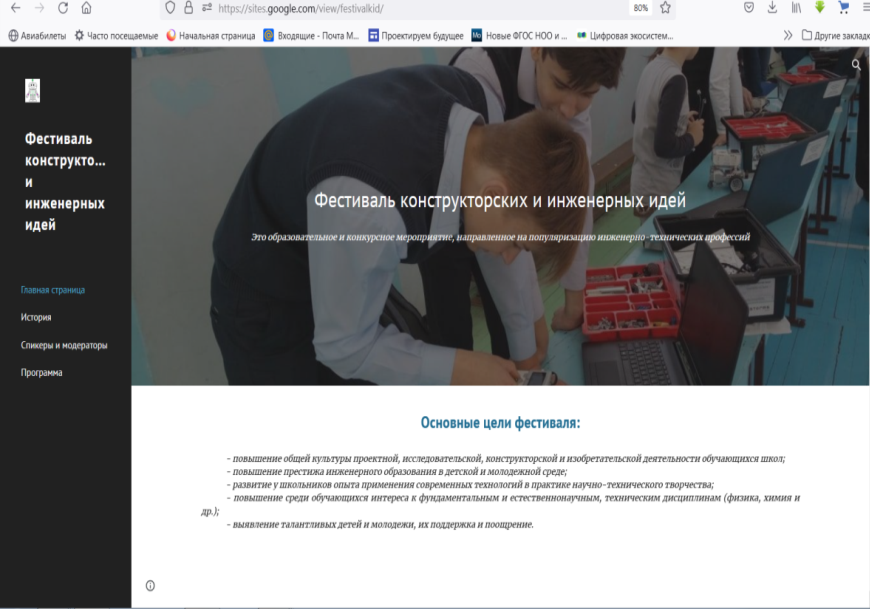 https://sites.google.com/view/festivalkid/
80%
Авиабилеты
Часто посещаемые
Начальная страница
Входящие - Почта M...
Проектируем будущее
Новые ФГОС НОО и ...
Цифровая экосистем...
Другие заклад
Фестиваль
конструкто...
и
инженерных
идей
Главная страница
История
Спикеры и модераторы
Программа
Фестиваль конструкторских и инженерных идей
Это образовательное и конкурсное мероприятие, направленное на популяризацию инженерно-технических профессий
Основные цели фестиваля:
- повышение общей культуры проектной, исследовательской, конструкторской и изобретательской деятельности обучающихся школ;
- повышение престижа инженерного образования в детской и молодежной среде;
- развитие у школьников опыта применения современных технологий в практике научно-технического творчества;
- повышение среди обучающихся интереса к фундаментальным и естественнонаучным, техническим дисциплинам (физика, химия и
др.);
- выявление талантливых детей и молодежи, их поддержка и поощрение.